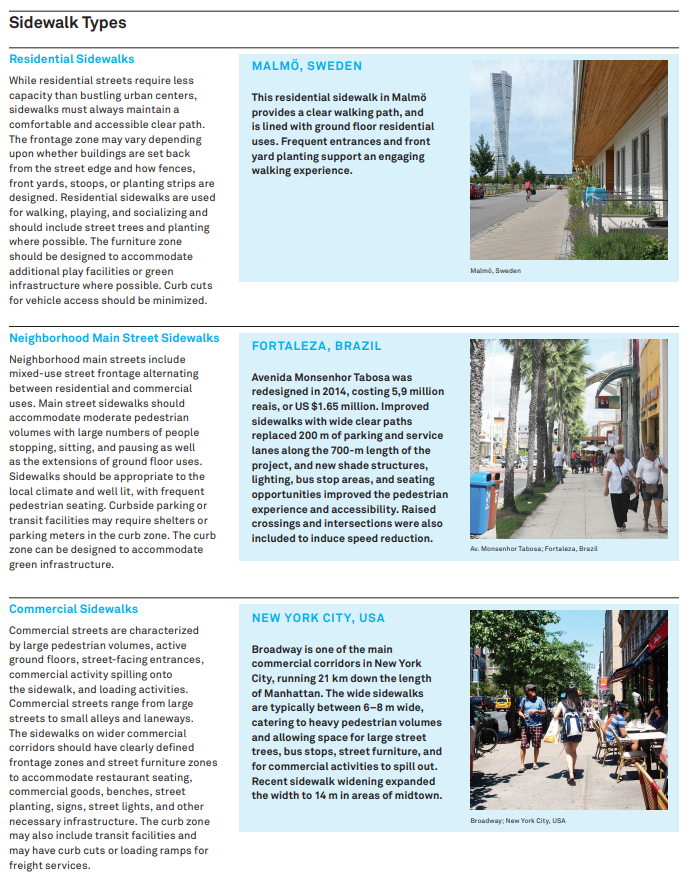 Sidewalk Types
Residential Sidewalks
While residential streets require less
capacity than bustling urban centers,
sidewalks must always maintain a
comfortable and accessible clear path.
The frontage zone may vary depending
upon whether buildings are set back
from the street edge and how fences,
front yards, stoops, or planting strips are
designed. Residential sidewalks are used
for walking, playing, and socializing and
should include street trees and planting
where possible. The furniture zone
should be designed to accommodate
additional play facilities or green
infrastructure where possible. Curb cuts
for vehicle access should be minimized.
MALMÖ, SWEDEN
This residential sidewalk in Malmö
provides a clear walking path, and
is lined with ground floor residential
uses. Frequent entrances and front
yard planting support an engaging
walking experience.
Malmö, Sweden
Neighborhood Main Street Sidewalks
Neighborhood main streets include
mixed-use street frontage alternating
between residential and commercial
uses. Main street sidewalks should
accommodate moderate pedestrian
volumes with large numbers of people
stopping, sitting, and pausing as well
as the extensions of ground floor uses.
Sidewalks should be appropriate to the
local climate and well lit, with frequent
pedestrian seating. Curbside parking or
transit facilities may require shelters or
parking meters in the curb zone. The curb
zone can be designed to accommodate
green infrastructure.
FORTALEZA, BRAZIL
Avenida Monsenhor Tabosa was
redesigned in 2014, costing 5,9 million
reais, or US $1.65 million. Improved
sidewalks with wide clear paths
replaced 200 m of parking and service
lanes along the 700-m length of the
project, and new shade structures,
lighting, bus stop areas, and seating
opportunities improved the pedestrian
experience and accessibility. Raised
crossings and intersections were also
included to induce speed reduction.
Av. Monsenhor Tabosa; Fortaleza, Brazil
Commercial Sidewalks
Commercial streets are characterized
by large pedestrian volumes, active
ground floors, street-facing entrances,
commercial activity spilling onto
the sidewalk, and loading activities.
Commercial streets range from large
streets to small alleys and laneways.
The sidewalks on wider commercial
corridors should have clearly defined
frontage zones and street furniture zones
to accommodate restaurant seating,
commercial goods, benches, street
planting, signs, street lights, and other
necessary infrastructure. The curb zone
may also include transit facilities and
may have curb cuts or loading ramps for
freight services.
NEW YORK CITY, USA
Broadway is one of the main
commercial corridors in New York
City, running 21 km down the length
of Manhattan. The wide sidewalks
are typically between 6–8 m wide,
catering to heavy pedestrian volumes
and allowing space for large street
trees, bus stops, street furniture, and
for commercial activities to spill out.
Recent sidewalk widening expanded
the width to 14 m in areas of midtown.
Broadway; New York City, USA